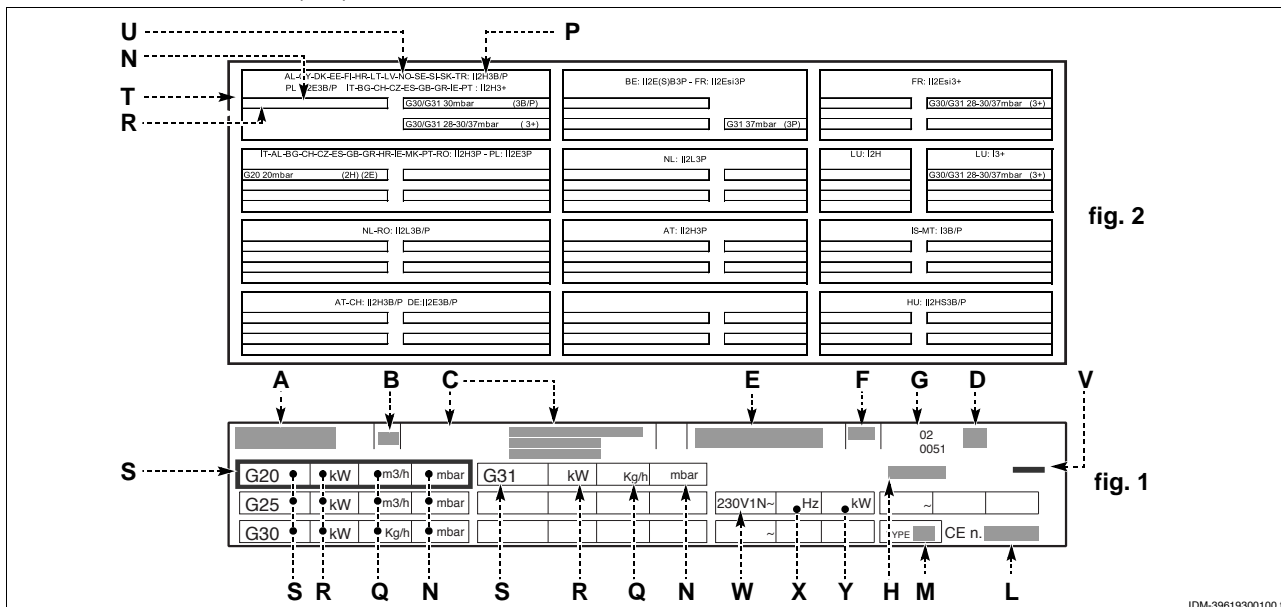 U P
N
T
R
AL-CY-DK-EE-FI-HR-LT-LV-NO-SE-SI-SK-TR: II2H3B/P
PL: II2E3B/P IT-BG-CH-CZ-ES-GB-GR-IE-PT : II2H3+
G30/G31 30mbar (3B/P)
G30/G31 28-30/37mbar ( 3+)
BE: II2E(S)B3P - FR: II2Esi3P
G31 37mbar (3P)
FR: II2Esi3+
G30/G31 28-30/37mbar (3+)
IT-AL-BG-CH-CZ-ES-GB-GR-HR-IE-MK-PT-RO: II2H3P - PL: II2E3P
G20 20mbar (2H) (2E)
NL: II2L3P
LU: I2H
LU: I3+
G30/G31 28-30/37mbar (3+)
NL-RO: II2L3B/P
AT: II2H3P
IS-MT: I3B/P
AT-CH: II2H3B/P DE:II2E3B/P
HU: II2HS3B/P
fig. 2
A B C E F G D V
02
0051
S
G20 kW m3/h mbar G31 kW Kg/h mbar
fig. 1
G25 kW m3/h mbar 230V1N~ Hz kW ~
G30 kW Kg/h mbar ~ TYPE CE n.
S R Q N S R Q N W X Y H M L